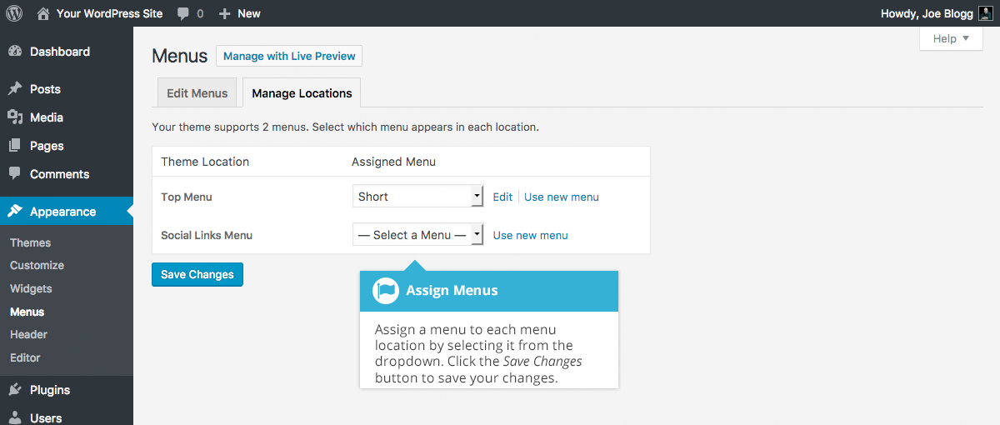 Your WordPress Site 0 New Howdy, Joe Blogg
Help
Dashboard
Posts
Media
Pages
Comments
Appearance
Themes
Customize
Widgets
Menus
Header
Editor
Plugins
Users
Menus Manage with Live Preview
Edit Menus Manage Locations
Your theme supports 2 menus. Select which menu appears in each location.
Theme Location Assigned Menu
Top Menu Short Edit Use new menu
Social Links Menu — Select a Menu — Use new menu
Save Changes
Assign Menus
Assign a menu to each menu
location by selecting it from the
dropdown. Click the Save Changes
button to save your changes.